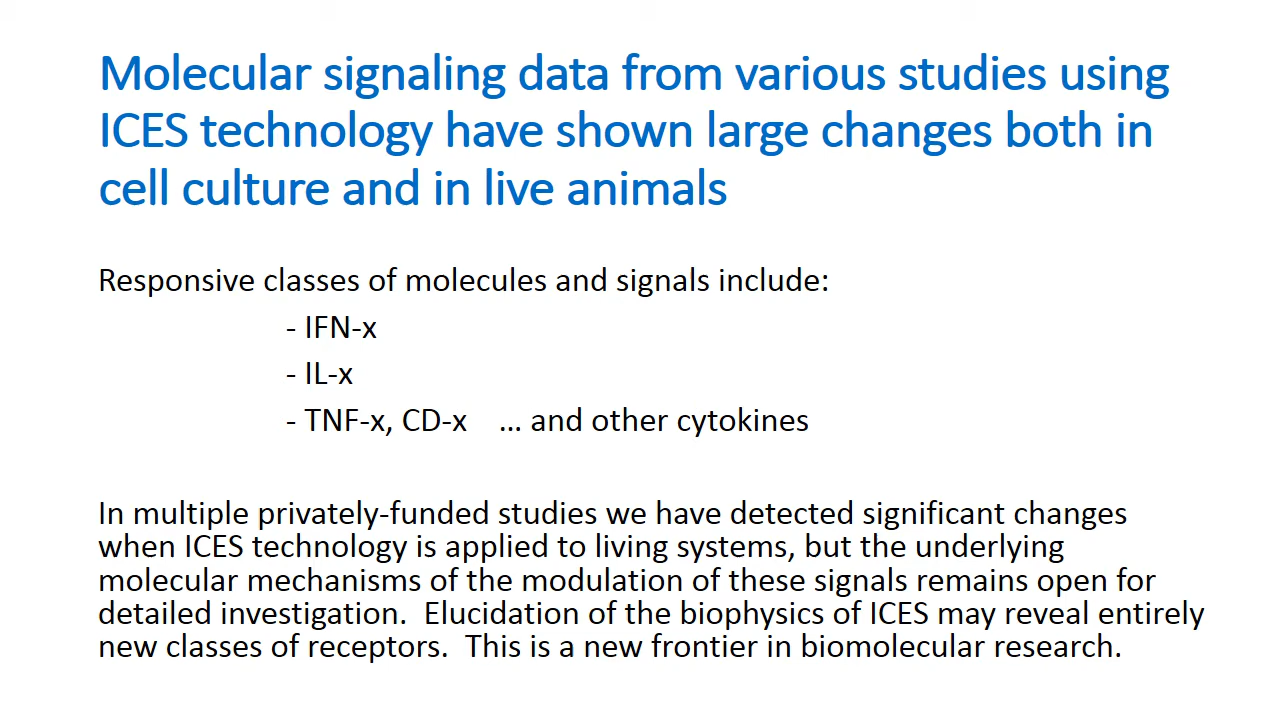 Molecular signaling data from various studies using
ICES technology have shown large changes both in
cell culture and in live animals
Responsive classes of molecules and signals include:
- IFN-x
- IL-x
- TNF-x, CD-x ... and other cytokines
In multiple privately-funded studies we have detected significant changes
when ICES technology is applied to living systems, but the underlying
molecular mechanisms of the modulation of these signals remains open for
detailed investigation. Elucidation of the biophysics of ICES may reveal entirely
new classes of receptors. This is a new frontier in biomolecular research.